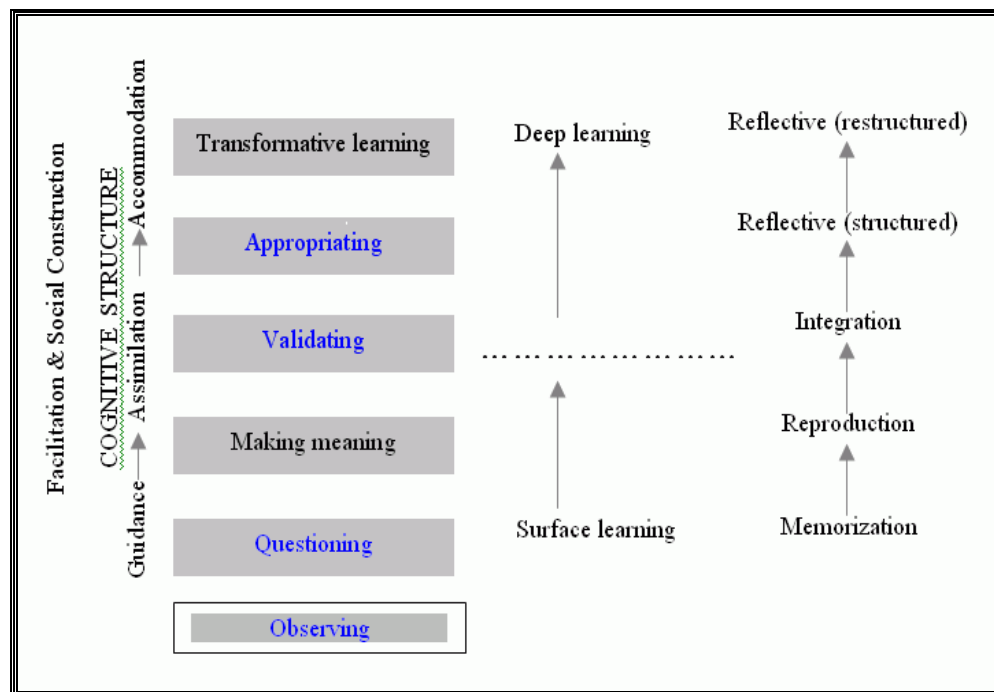 Facilitation & Social Construction
COGNITIVE STRUCTURE
Guidance
Assimilation
Accommodation
Transformative learning
Appropriating
Validating
Making meaning
Questioning
Observing
Deep learning
Surface learning
Reflective (restructured)
Reflective (structured)
Integration
Reproduction
Memorization